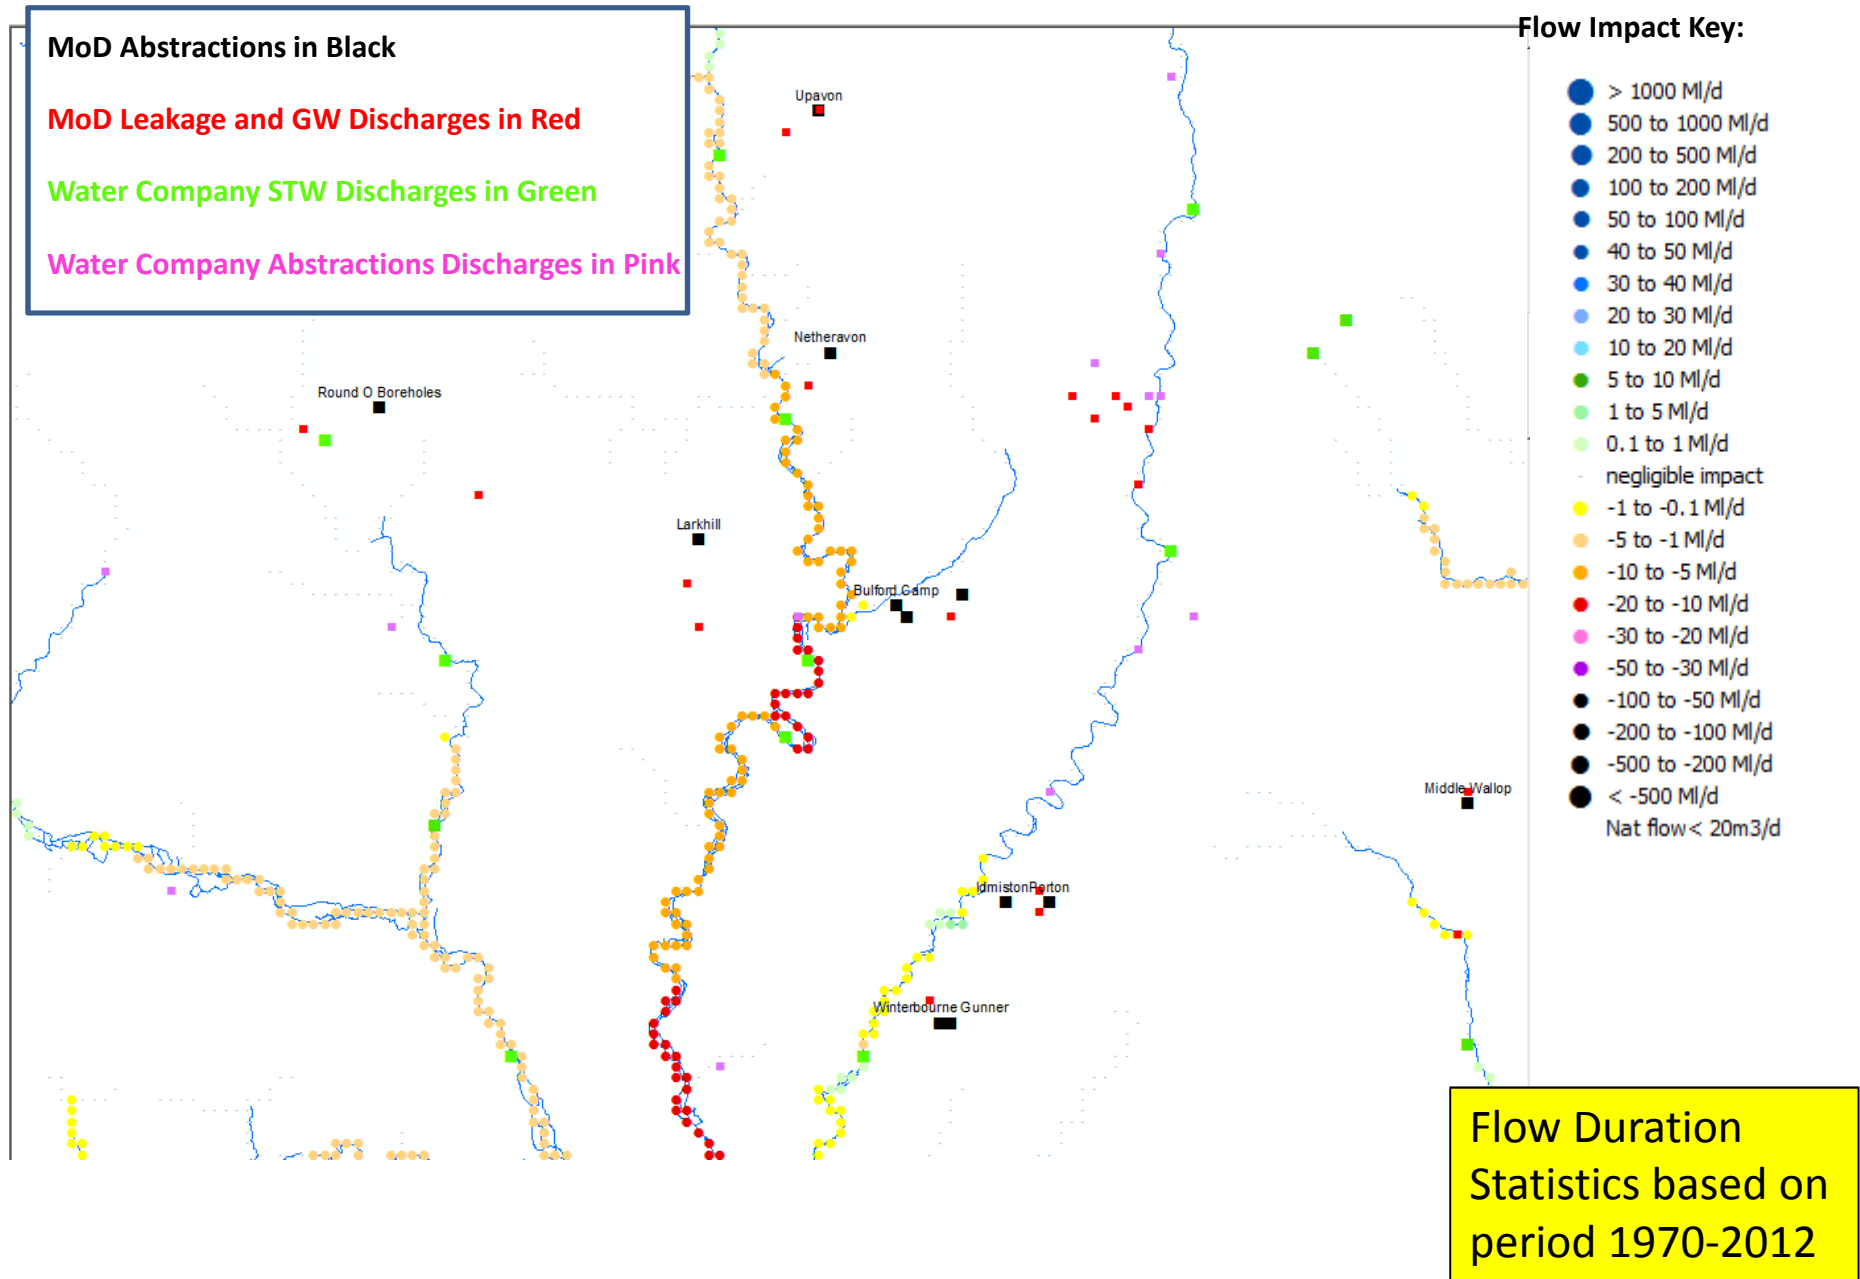 MoD Abstractions in Black
MoD Leakage and GW Discharges in Red
Water Company STW Discharges in Green
Water Company Abstractions Discharges in Pink
Flow Impact Key:
> 1000 Ml/d
500 to 1000 Ml/d
200 to 500 Ml/d
100 to 200 Ml/d
50 to 100 Ml/d
40 to 50 Ml/d
30 to 40 Ml/d
20 to 30 Ml/d
10 to 20 Ml/d
5 to 10 Ml/d
1 to 5 Ml/d
0.1 to 1 Ml/d
negligible impact
-1 to -0.1 Ml/d
-5 to -1 Ml/d
-10 to -5 Ml/d
-20 to -10 Ml/d
-30 to -20 Ml/d
-50 to -30 Ml/d
-100 to -50 Ml/d
-200 to -100 Ml/d
-500 to -200 Ml/d
< -500 Ml/d
Nat flow< 20m3/d
Upavon
Netheravon
Round O Boreholes
Larkhill
Bulford Camp
Middle Wallop
Idmiston
Porton
Winterbourne Gunner
Flow Duration
Statistics based on
period 1970-2012